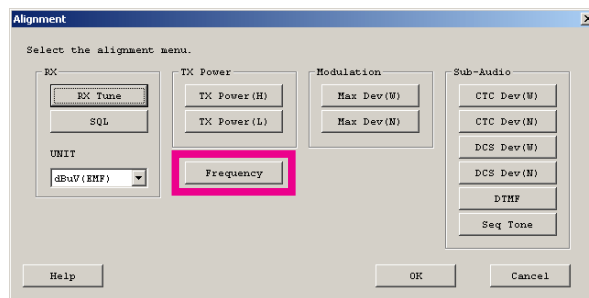 Alignment
Select the alignment menu.
RX
RX Tune
SQL
UNIT
dBuV(EMF)
TX Power
TX Power(H)
TX Power(L)
Frequency
Modulation
Max Dev(W)
Max Dev(N)
Sub-Audio
CTC Dev(W)
CTC Dev(N)
DCS Dev(W)
DCS Dev(N)
DTMF
Seq Tone
Help
OK
Cancel